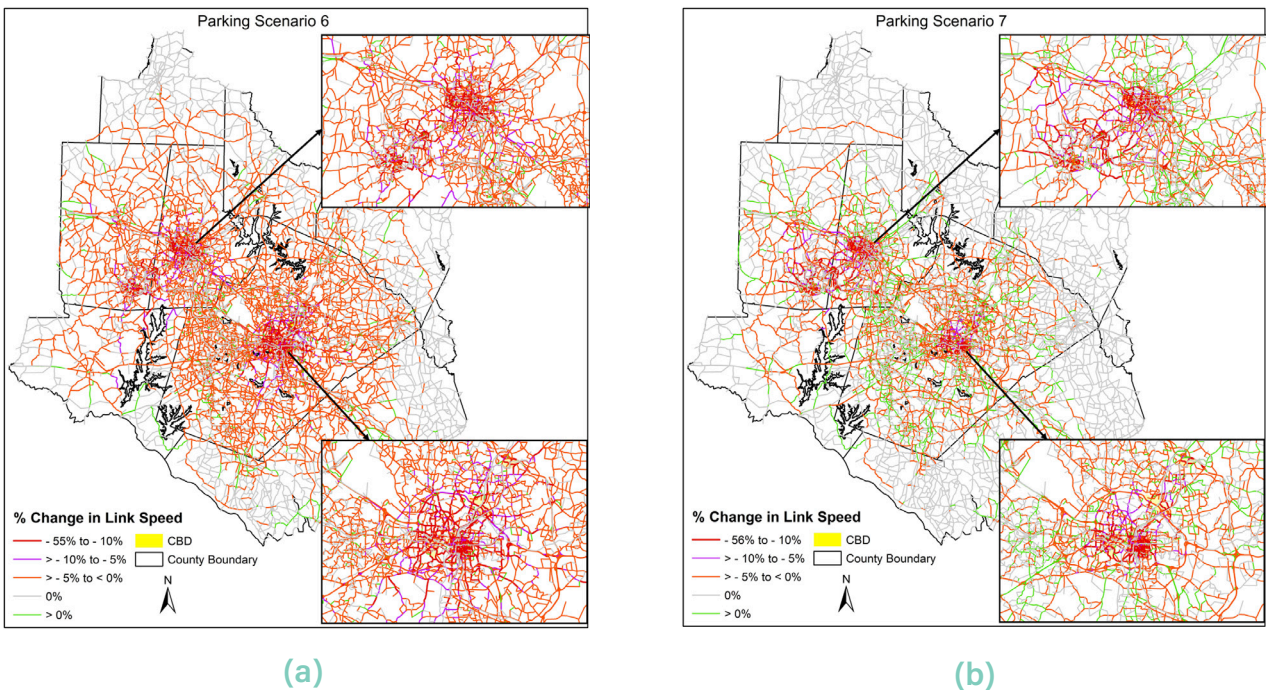 Parking Scenario 6
% Change in Link Speed
- 55% to - 10%
> - 10% to - 5%
> - 5% to < 0%
0%
> 0%
CBD
County Boundary
N
(a)
Parking Scenario 7
% Change in Link Speed
- 56% to - 10%
> - 10% to - 5%
> - 5% to < 0%
0%
> 0%
CBD
County Boundary
N
(b)